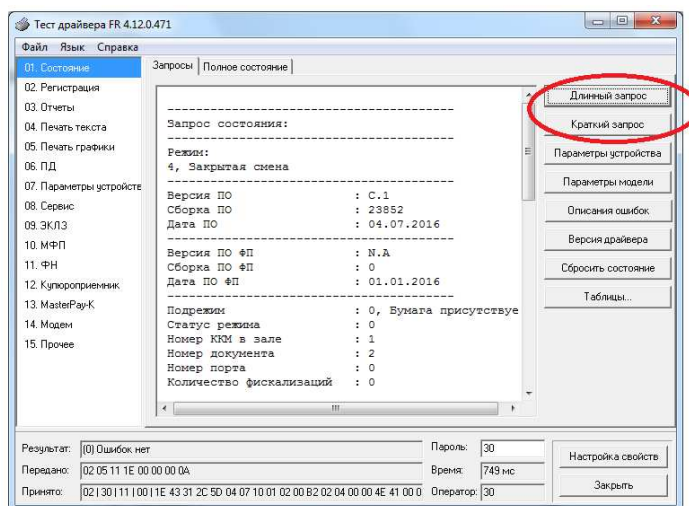 Тест драйвера FR 4.12.0.471
Файл Язык Справка
01. Состояние
02. Регистрация
03. Отчеты
04. Печать текста
05. Печать графики
06. ПД
07. Параметры устройств
08. Сервис
09. ЭКЛЗ
10. МФП
11. ФН
12. Купюроприемник
13. MasterPay-K
14. Модем
15. Прочее
Запросы Полное состояние
----------------------------------------
Запрос состояния:
----------------------------------------
Режим:
4, Закрытая смена
----------------------------------------
Версия ПО : C.1
Сборка ПО : 23852
Дата ПО : 04.07.2016
----------------------------------------
Версия ПО ФП : N.A
Сборка ПО ФП : 0
Дата ПО ФП : 01.01.2016
----------------------------------------
Подрежим : 0, Бумага присутствуе
Статус режима : 0
Номер ККМ в зале : 1
Номер документа : 2
Номер порта : 0
Количество фискализаций : 0
Длинный запрос
Краткий запрос
Параметры устройства
Параметры модели
Описания ошибок
Версия драйвера
Сбросить состояние
Таблицы...
Результат: (0) Ошибок нет
Передано: 02 05 11 1E 00 00 00 0A
Принято: 02 | 30 | 11 | 00 | 1E 43 31 2C 5D 04 07 10 01 02 00 B2 02 04 00 00 4E 41 00 0
Пароль: 30
Время: 749 мс
Оператор: 30
Настройка свойств
Закрыть